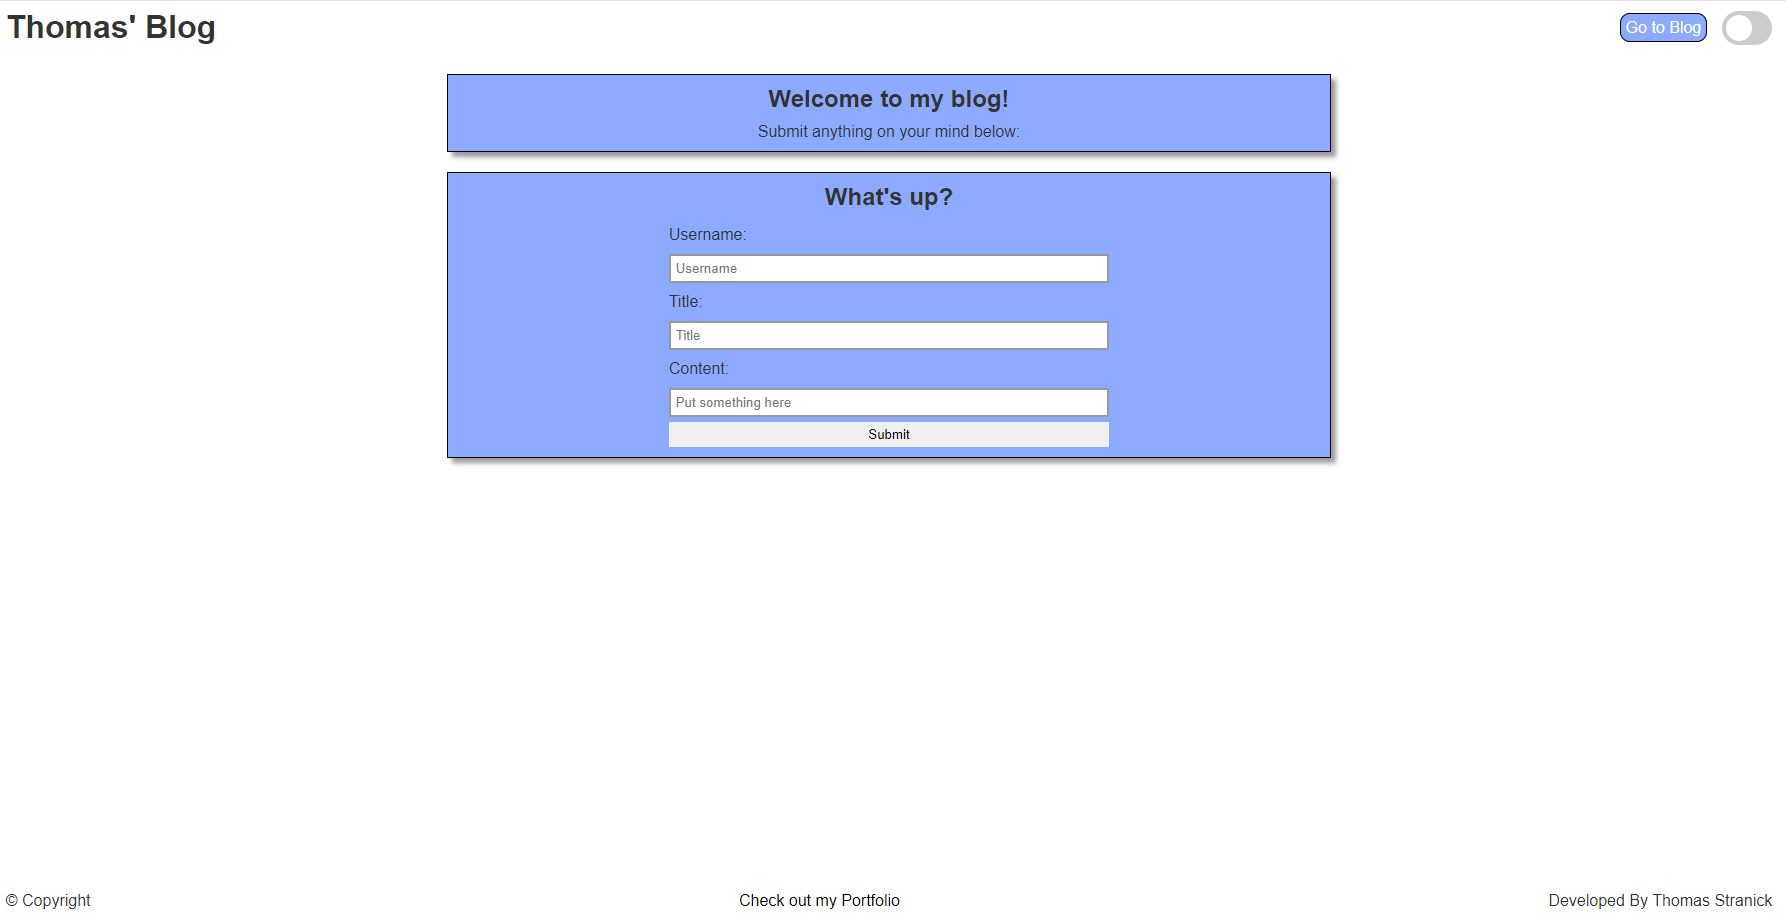 Thomas' Blog
Go to Blog
Welcome to my blog!
Submit anything on your mind below:
What's up?
Username:
Username
Title:
Title
Content:
Put something here
Submit
© Copyright
Check out my Portfolio
Developed By Thomas Stranick